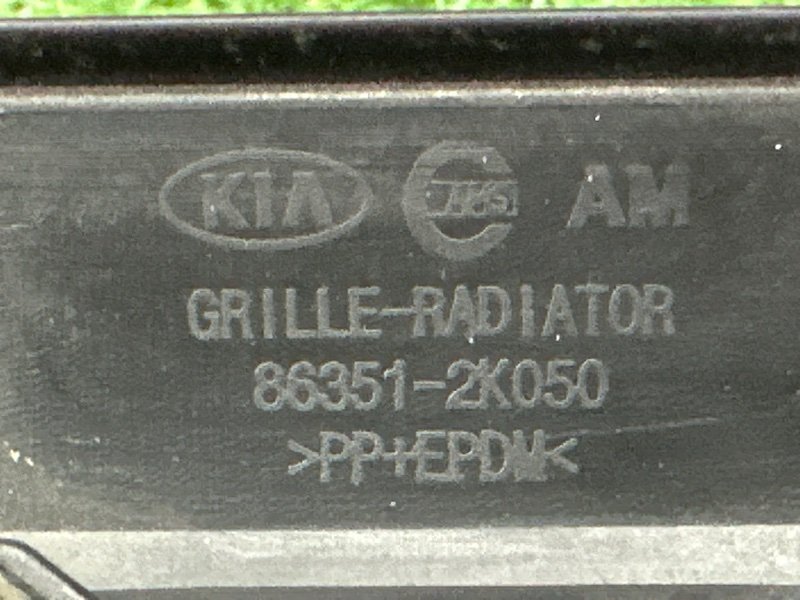 KIA AM
GRILLE-RADIATOR
86351-2K050
>PP+EPDM<